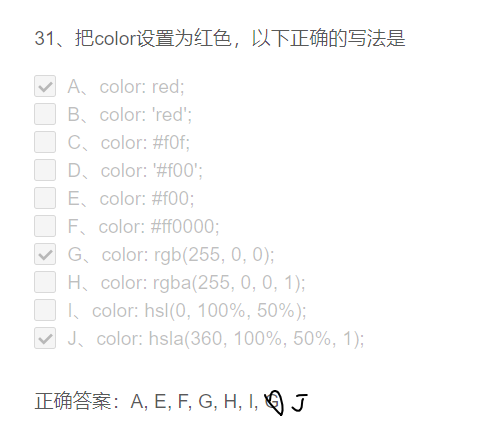 31、把color设置为红色，以下正确的写法是
A、color: red;
B、color: 'red';
C、color: #f0f;
D、color: '#f00';
E、color: #f00;
F、color: #ff0000;
G、color: rgb(255, 0, 0);
H、color: rgba(255, 0, 0, 1);
I、color: hsl(0, 100%, 50%);
J、color: hsla(360, 100%, 50%, 1);
正确答案：A, E, F, G, H, I, G J